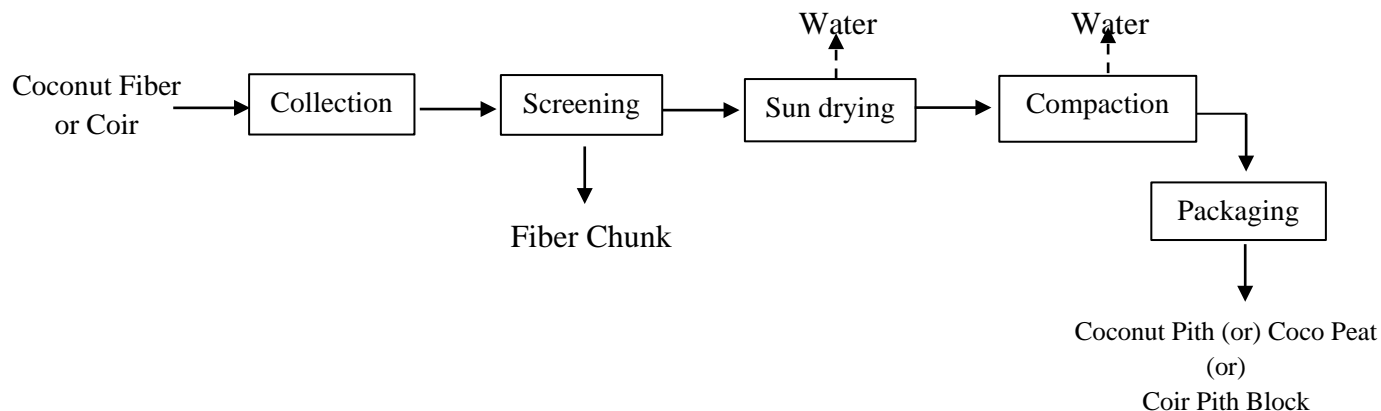 Water
Water
Coconut Fiber
or Coir
Collection
Screening
Sun drying
Compaction
Packaging
Fiber Chunk
Coconut Pith (or) Coco Peat
(or)
Coir Pith Block